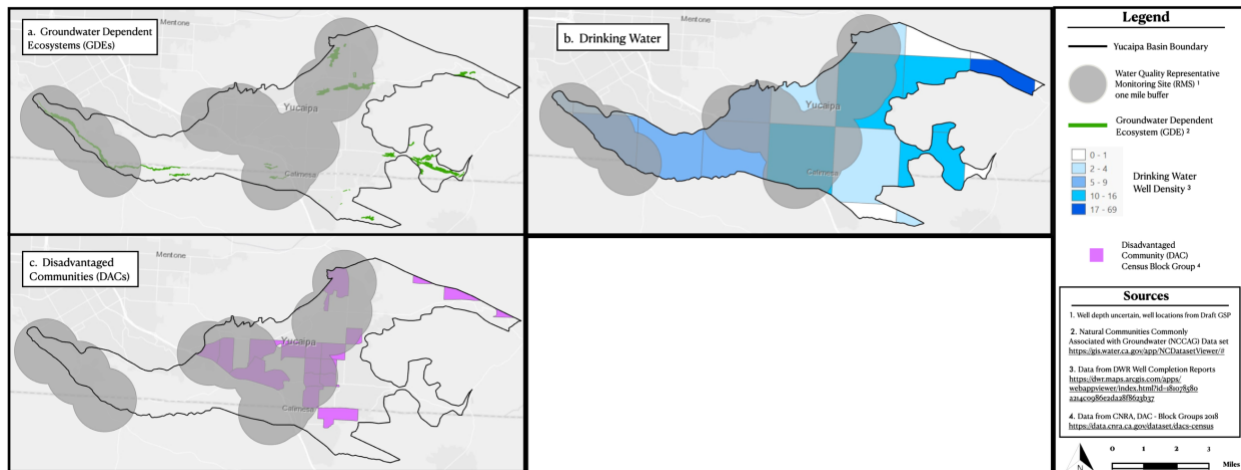 a. Groundwater Dependent
Ecosystems (GDEs)
Mentone
Yucaipa
Calimesa
b. Drinking Water
Yucaipa
Calimesa
c. Disadvantaged
Communities (DACs)
Mentone
Yucaipa
Calimesa
Legend
Yucaipa Basin Boundary
Water Quality Representative
Monitoring Site (RMS) 1
one mile buffer
Groundwater Dependent
Ecosystem (GDE) 2
0 - 1
2 - 4
5 - 9
10 - 16
17 - 69
Drinking Water
Well Density 3
Disadvantaged
Community (DAC)
Census Block Group 4
Sources
1. Well depth uncertain, well locations from Draft GSP
2. Natural Communities Commonly
Associated with Groundwater (NCCAG) Data set
https://gis.water.ca.gov/app/NCDatasetViewer/#
3. Data from DWR Well Completion Reports
https://dwr.maps.arcgis.com/apps/
webappviewer/index.html?id=181078580
a214c0986e2da28f8623b37
4. Data from CNRA, DAC - Block Groups 2018
https://data.cnra.ca.gov/dataset/dacs-census
N
0 1 2 3
Miles